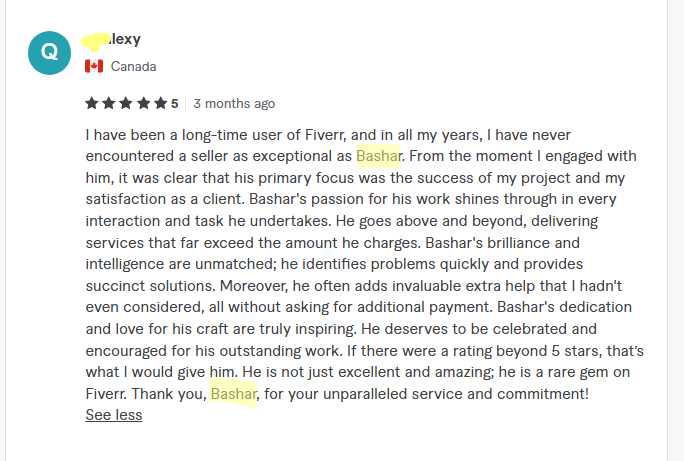 Q
lexy
Canada
5 3 months ago
I have been a long-time user of Fiverr, and in all my years, I have never
encountered a seller as exceptional as Bashar. From the moment I engaged with
him, it was clear that his primary focus was the success of my project and my
satisfaction as a client. Bashar's passion for his work shines through in every
interaction and task he undertakes. He goes above and beyond, delivering
services that far exceed the amount he charges. Bashar's brilliance and
intelligence are unmatched; he identifies problems quickly and provides
succinct solutions. Moreover, he often adds invaluable extra help that I hadn't
even considered, all without asking for additional payment. Bashar's dedication
and love for his craft are truly inspiring. He deserves to be celebrated and
encouraged for his outstanding work. If there were a rating beyond 5 stars, that's
what I would give him. He is not just excellent and amazing; he is a rare gem on
Fiverr. Thank you, Bashar, for your unparalleled service and commitment!
See less